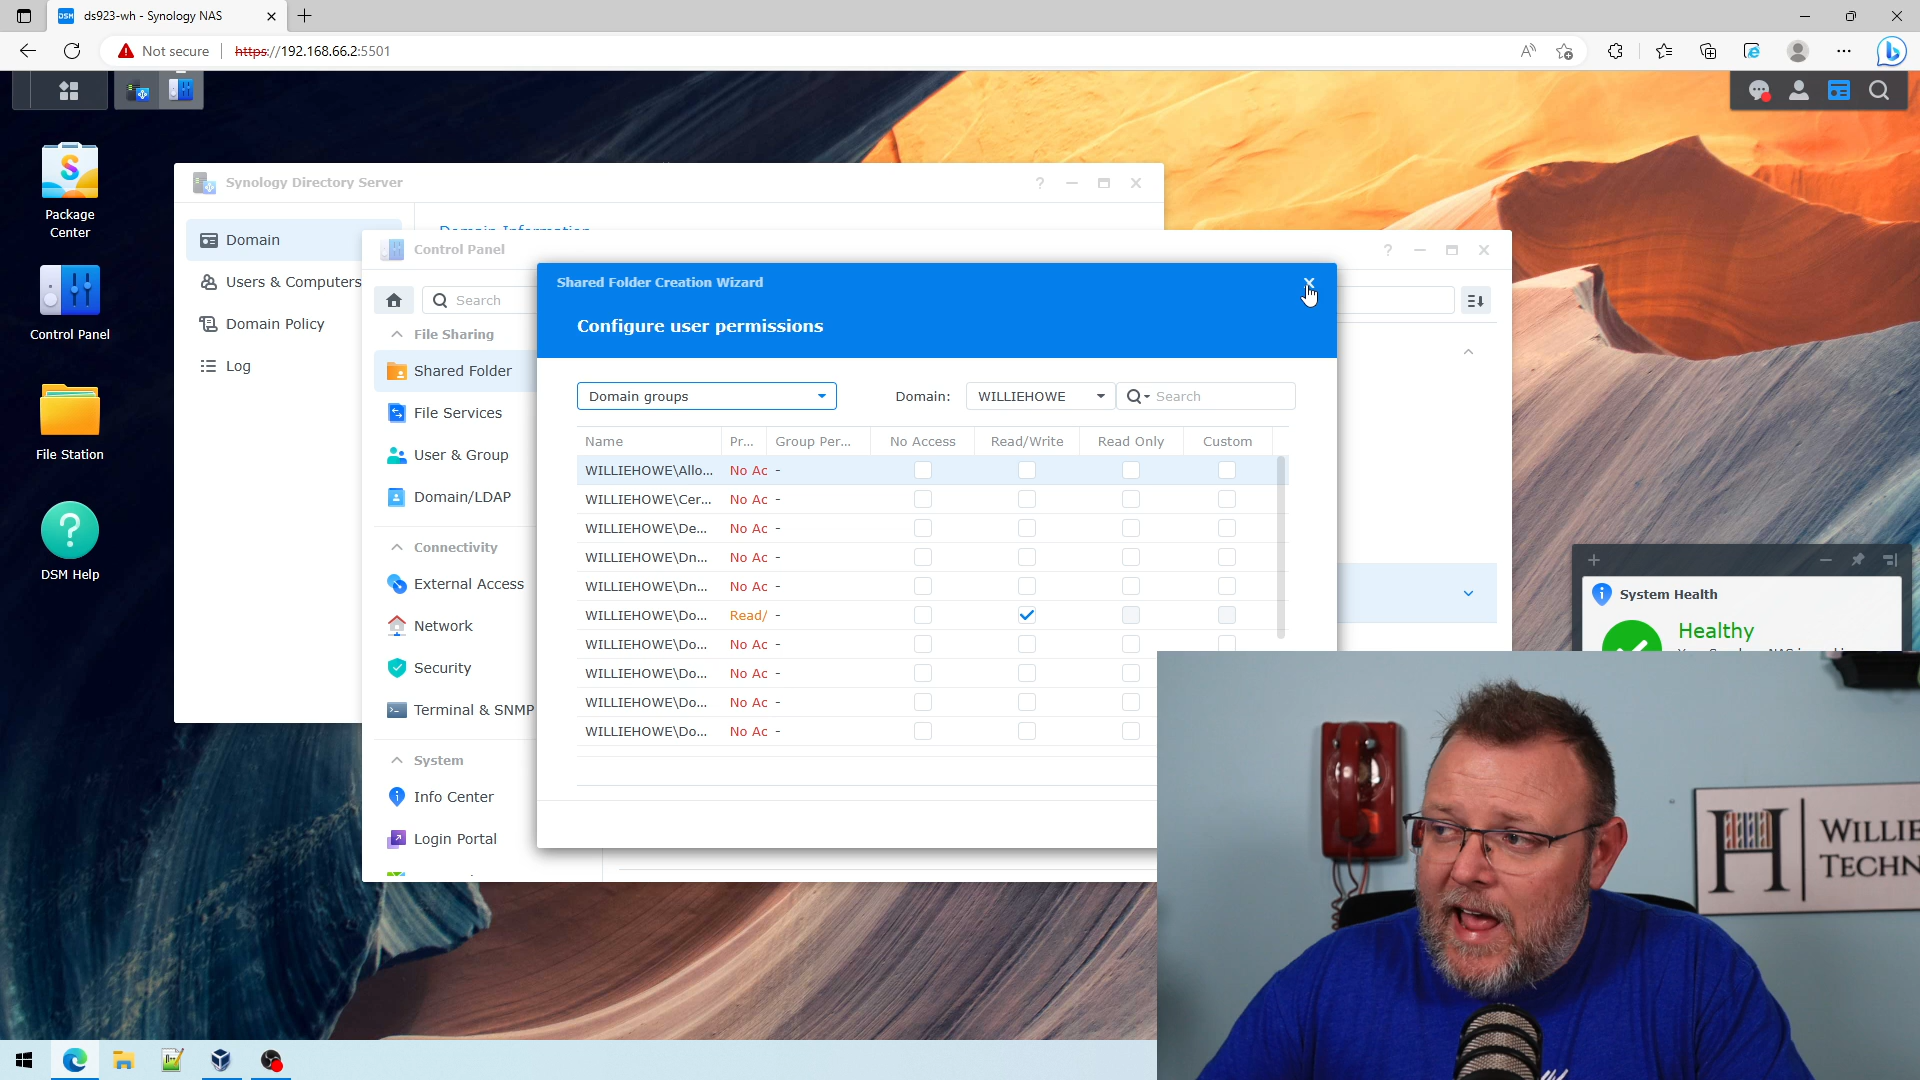 ds923-wh - Synology NAS
Not secure
https://192.168.66.2:5501
Package
Center
Control Panel
File Station
DSM Help
Synology Directory Server
Domain
Users & Computers
Domain Policy
Log
Domain Information
Control Panel
Search
File Sharing
Shared Folder
File Services
User & Group
Domain/LDAP
Connectivity
External Access
Network
Security
Terminal & SNMP
System
Info Center
Login Portal
Shared Folder Creation Wizard
Configure user permissions
Domain groups
Domain:
WILLIEHOWE
Search
Name Pr... Group Per... No Access Read/Write Read Only Custom
WILLIEHOWE\Allo... No Ac -
WILLIEHOWE\Cer... No Ac -
WILLIEHOWE\De... No Ac -
WILLIEHOWE\Dn... No Ac -
WILLIEHOWE\Dn... No Ac -
WILLIEHOWE\Do... Read/ -
WILLIEHOWE\Do... No Ac -
WILLIEHOWE\Do... No Ac -
WILLIEHOWE\Do... No Ac -
WILLIEHOWE\Do... No Ac -
System Health
Healthy
WILLIE
TECHN